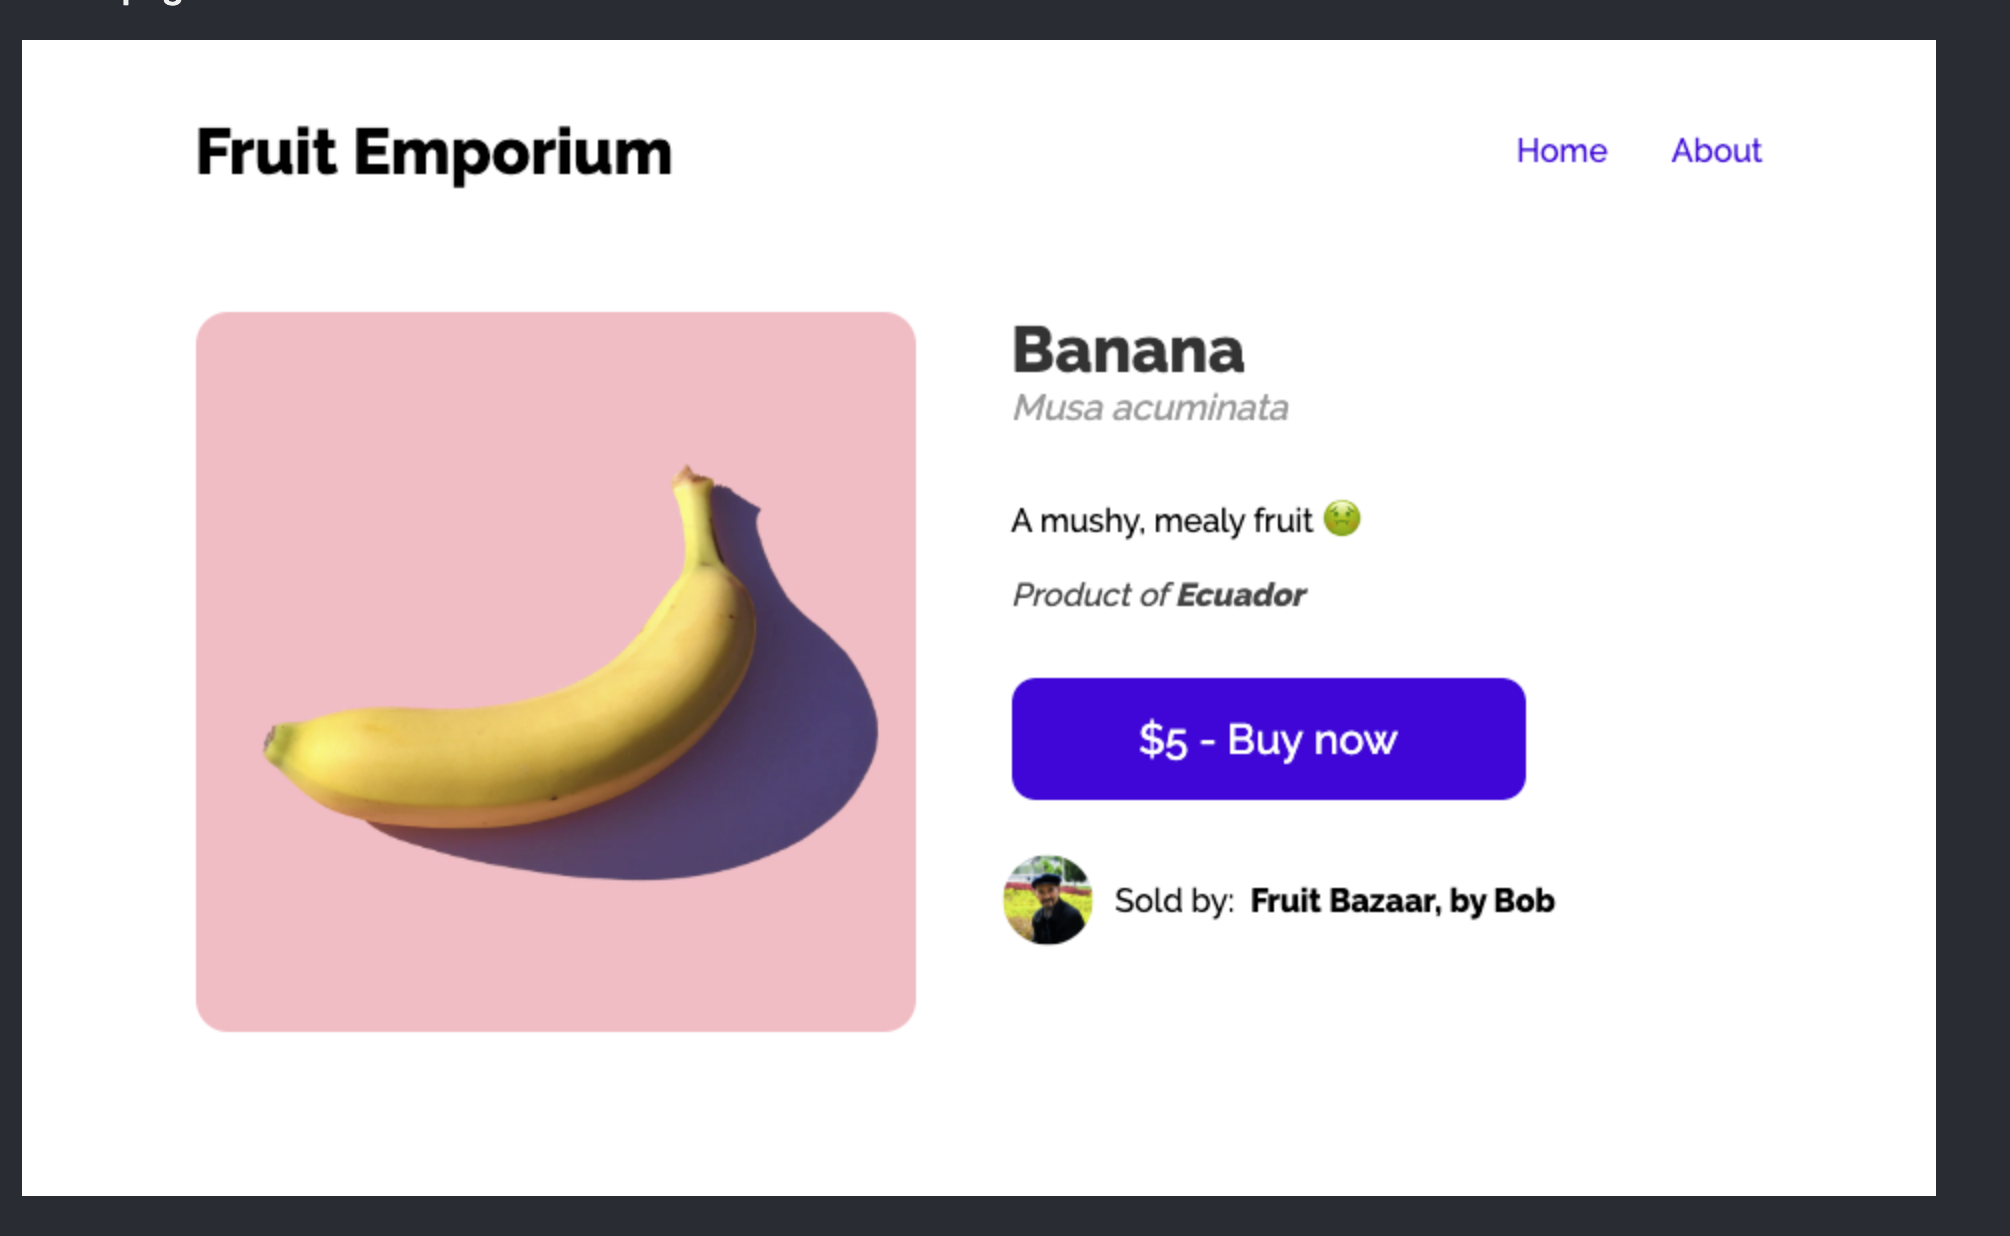 Fruit Emporium
Home About
Banana
Musa acuminata
A mushy, mealy fruit 🤢
Product of Ecuador
$5 - Buy now
Sold by: Fruit Bazaar, by Bob